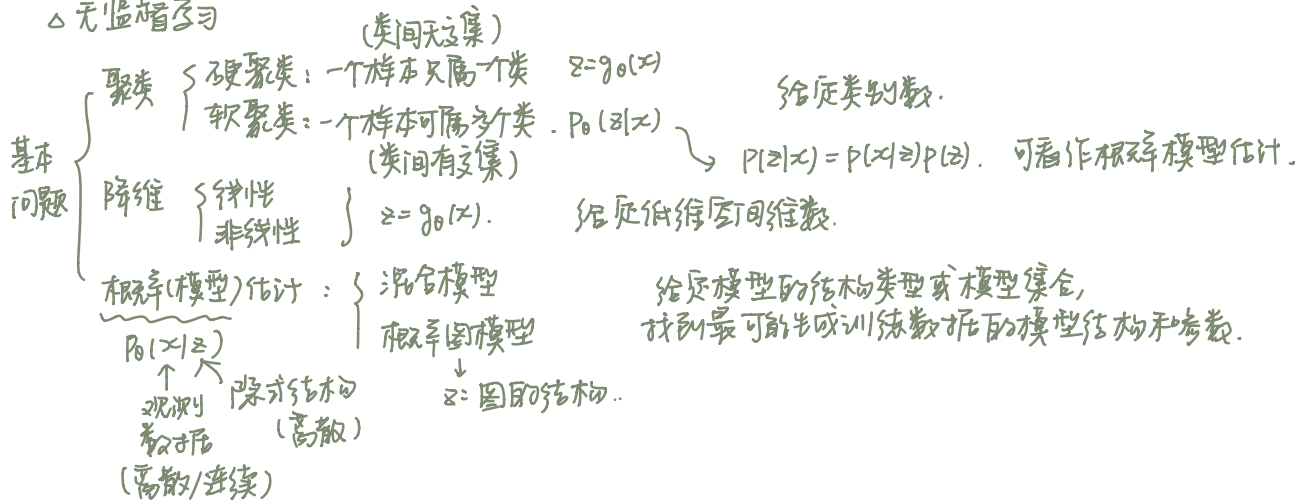 △ 无监督学习
(类间无交集)
聚类 硬聚类：一个样本只属一个类 z=gθ(x)
给定类别数.
软聚类：一个样本可属多个类. Pθ(z|x)
(类间有交集)
P(z|x)=P(x|z)P(z). 可看作概率模型估计.
基本问题
降维 线性
非线性
z=gθ(x).
给定低维空间维数.
概率(模型)估计： 混合模型
概率图模型
给定模型的结构类型或模型集合,
找到最可能生成训练数据的模型结构和参数.
Pθ(x|z)
z=图的结构..
观测数据
(离散/连续)
隐式结构
(离散)